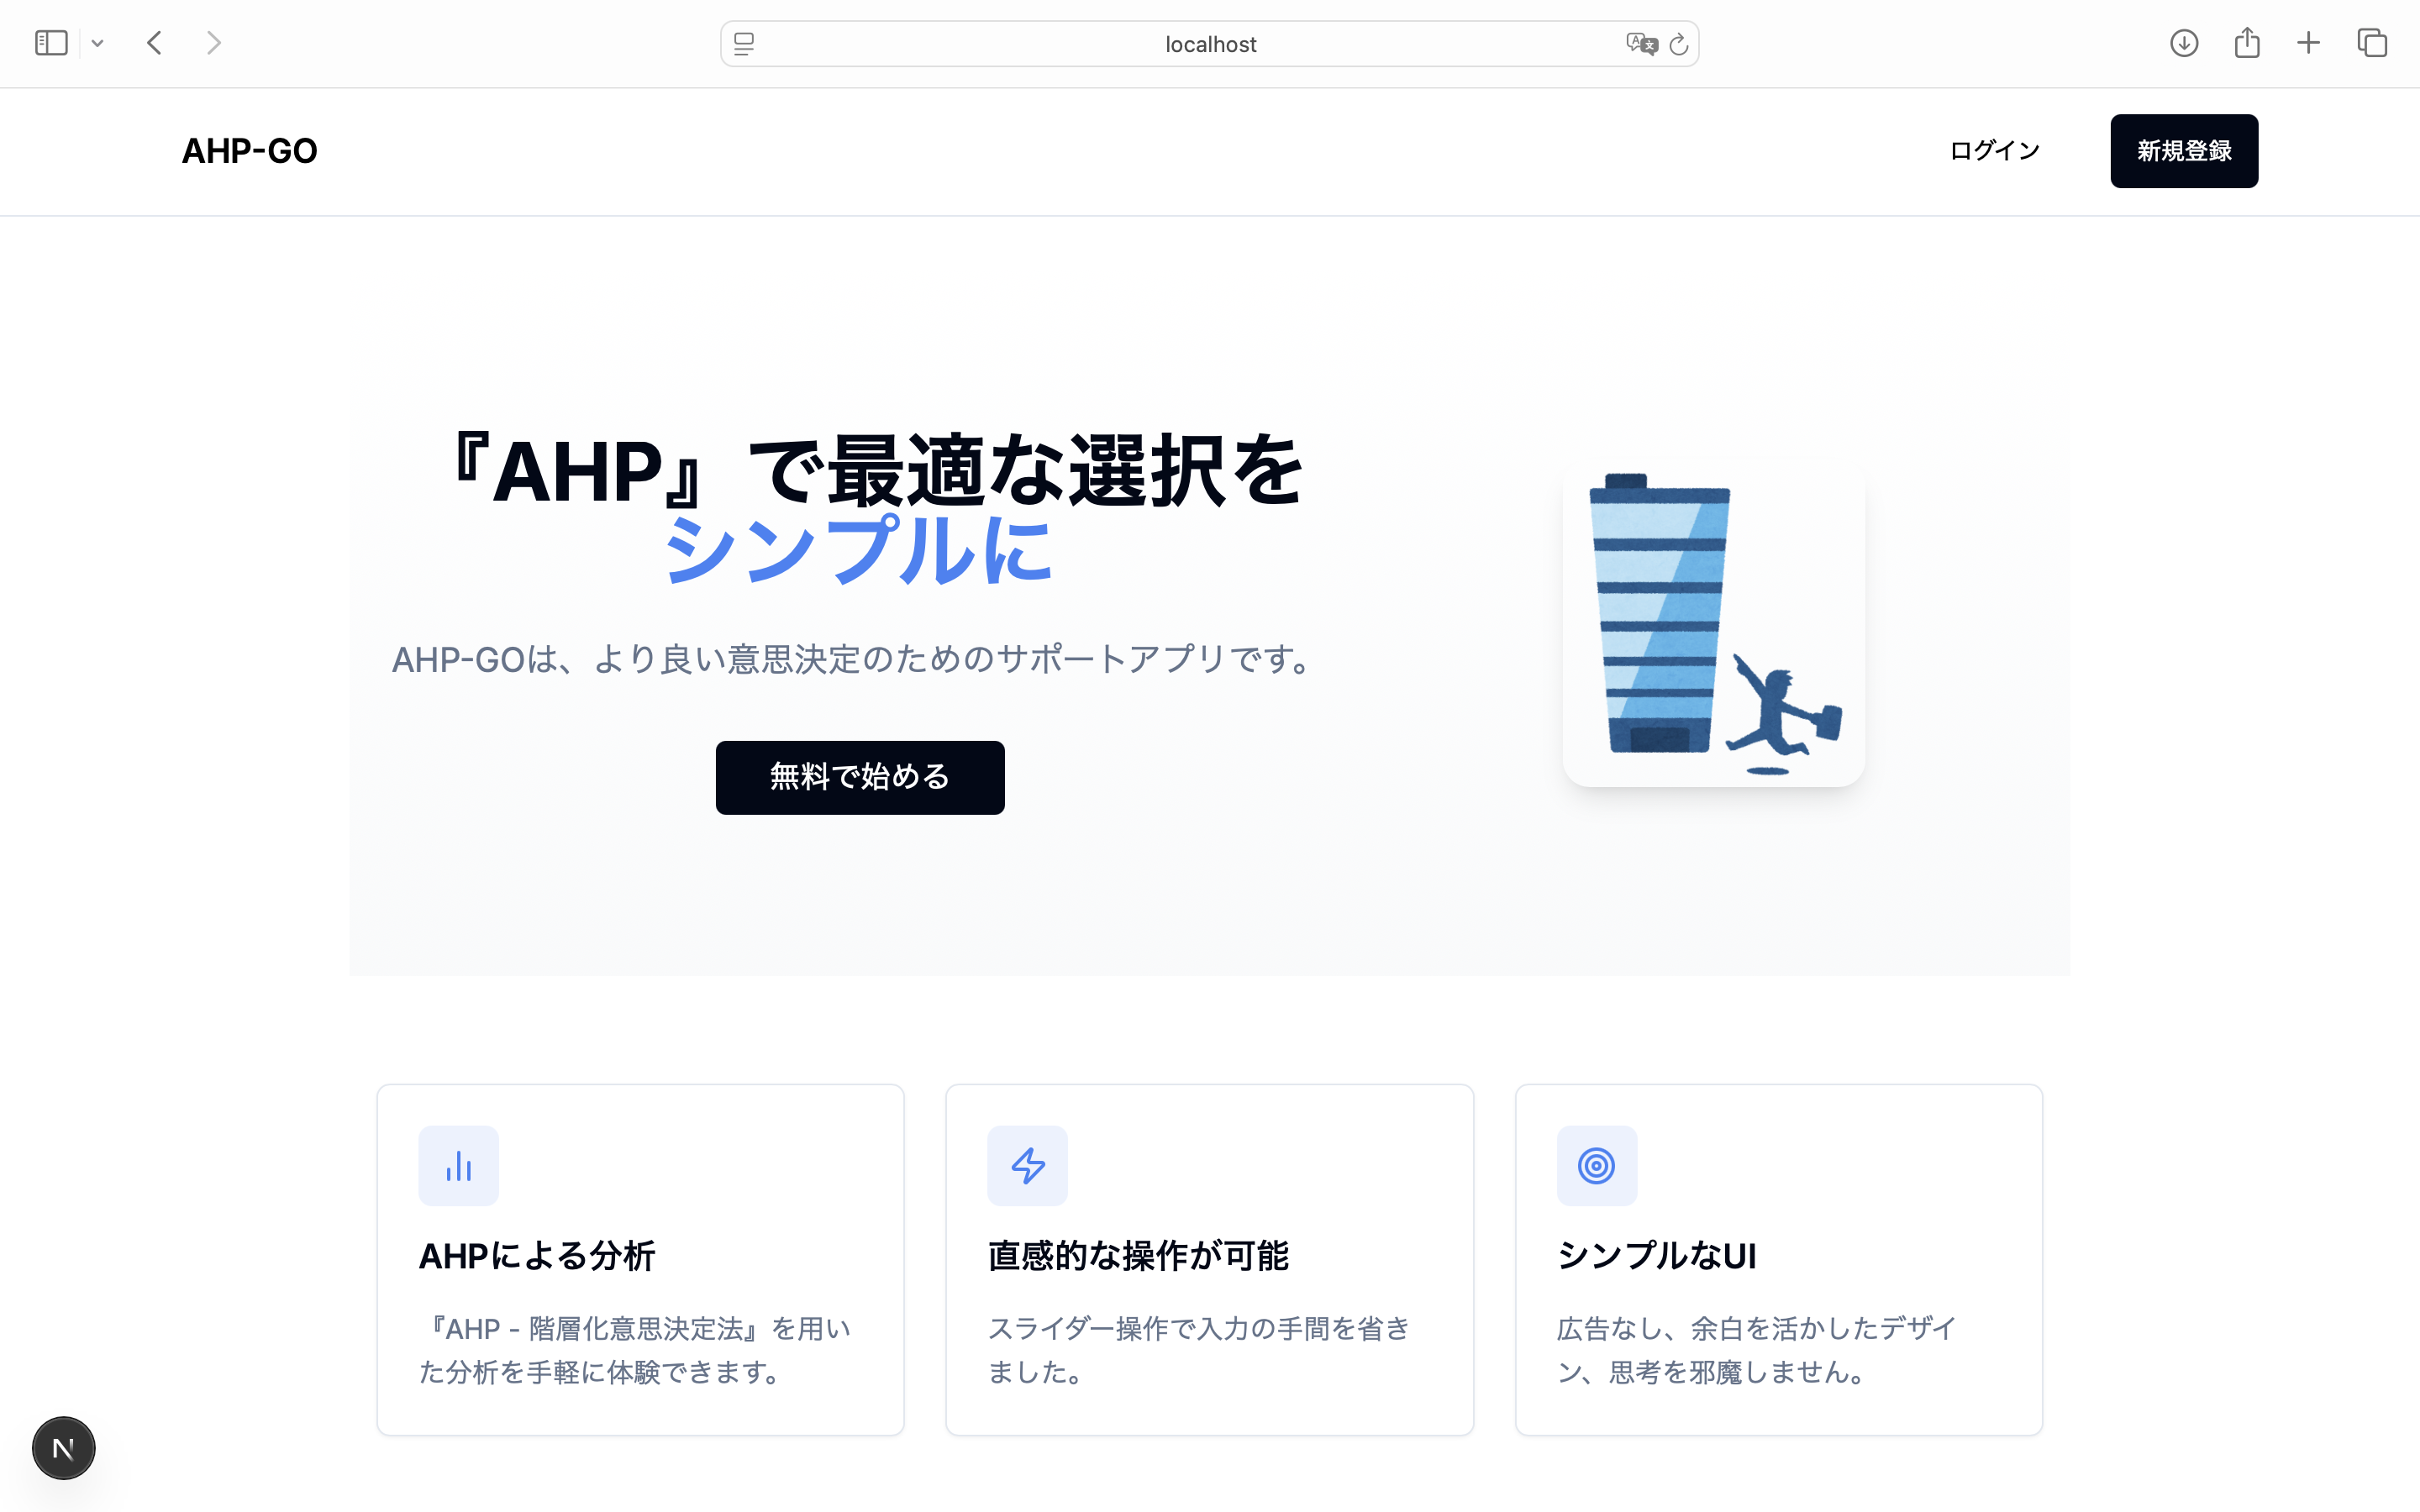 localhost
AHP-GO
ログイン
新規登録
『AHP』で最適な選択を
シンプルに
AHP-GOは、より良い意思決定のためのサポートアプリです。
無料で始める
AHPによる分析
『AHP - 階層化意思決定法』を用い
た分析を手軽に体験できます。
直感的な操作が可能
スライダー操作で入力の手間を省き
ました。
シンプルなUI
広告なし、余白を活かしたデザイ
ン、思考を邪魔しません。
N